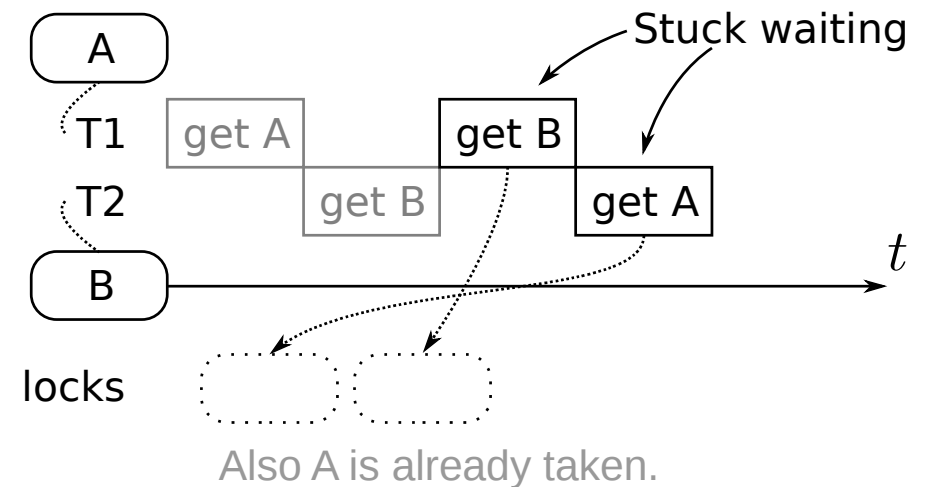 A
Stuck waiting
T1
get A
get B
T2
get B
get A
B
t
locks
Also A is already taken.